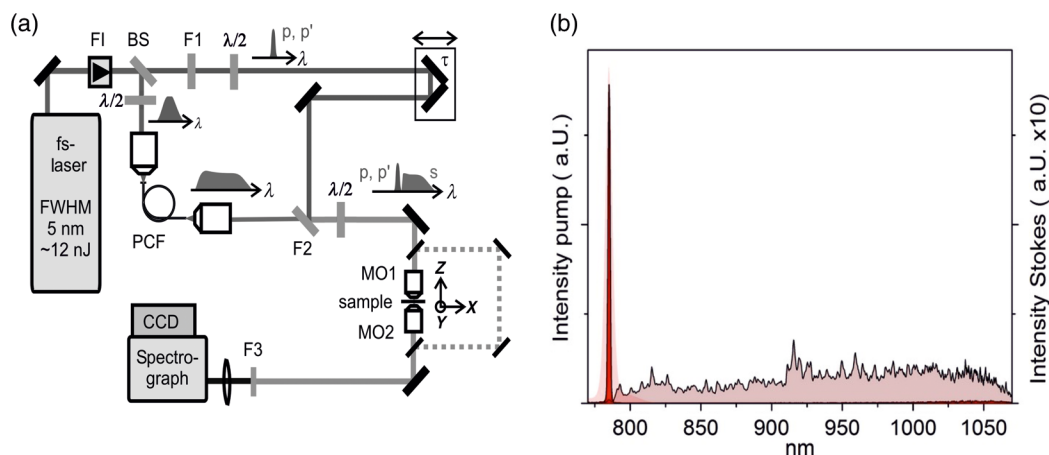 (a)
FI
BS
F1
λ/2
p, p'
λ
τ
λ/2
λ
fs-
laser
FWHM
5 nm
~12 nJ
PCF
λ
F2
λ/2
p, p'
s
λ
MO1
sample
MO2
Z
X
Y
CCD
Spectro-
graph
F3
(b)
Intensity pump ( a.U.)
Intensity Stokes ( a.U. x10)
800
850
900
950
1000
1050
nm